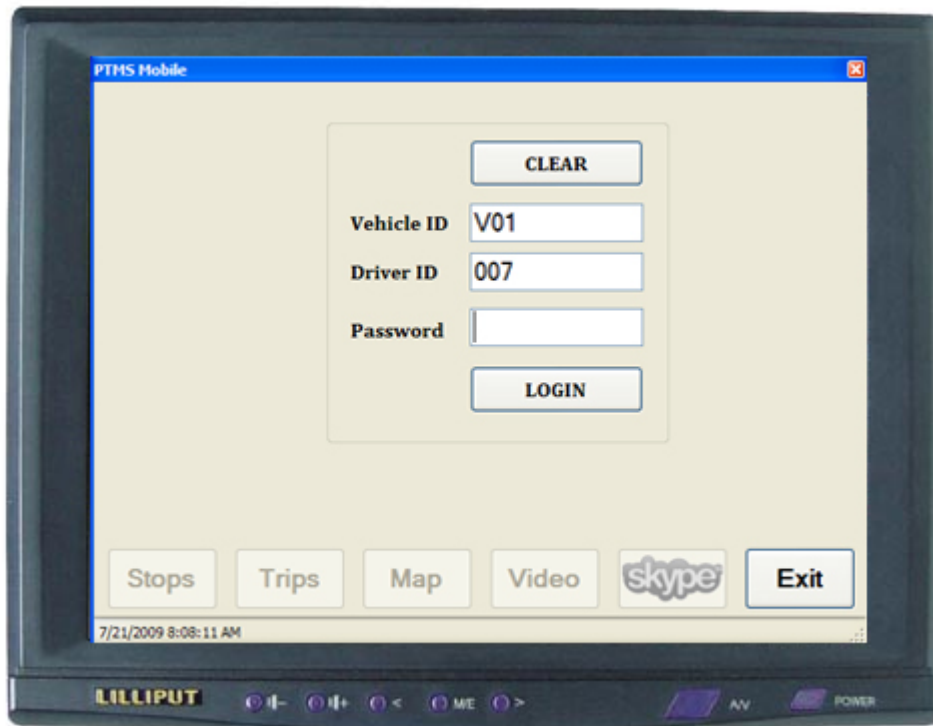 PTMS Mobile
CLEAR
Vehicle ID V01
Driver ID 007
Password
LOGIN
Stops Trips Map Video skype Exit
7/21/2009 8:08:11 AM
LILLIPUT - + < M/E > A/V POWER